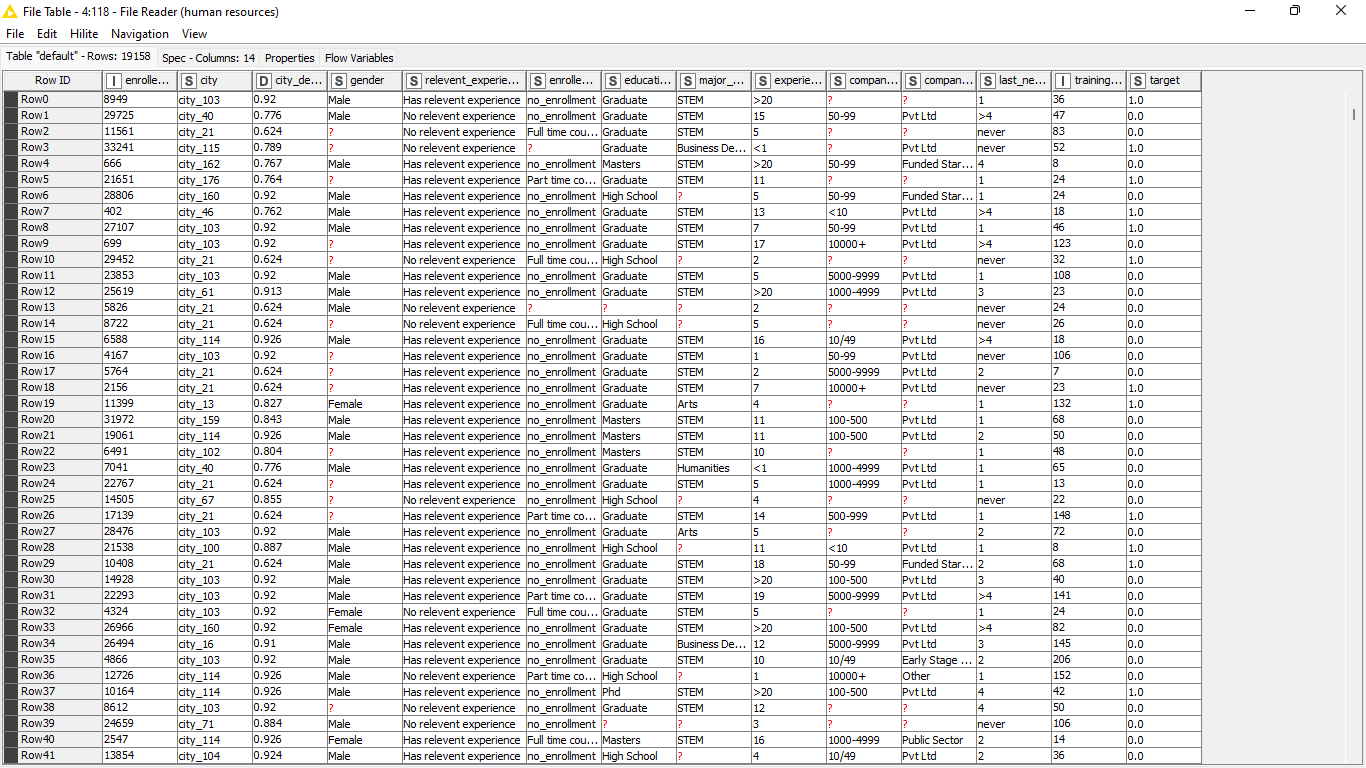 File Table - 4:118 - File Reader (human resources)
File Edit Hilite Navigation View
Table "default" - Rows: 19158 Spec - Columns: 14 Properties Flow Variables
Row ID I enrolle... S city D city_de... S gender S relevent_experie... S enrolle... S educati... S major_... S experie... S compan... S compan... S last_ne... I training... S target
Row0 8949 city_103 0.92 Male Has relevent experience no_enrollment Graduate STEM >20 ? ? 1 36 1.0
Row1 29725 city_40 0.776 Male No relevent experience no_enrollment Graduate STEM 15 50-99 Pvt Ltd >4 47 0.0
Row2 11561 city_21 0.624 ? No relevent experience Full time cou... Graduate STEM 5 ? ? never 83 0.0
Row3 33241 city_115 0.789 ? No relevent experience ? Graduate Business De... <1 ? Pvt Ltd never 52 1.0
Row4 666 city_162 0.767 Male Has relevent experience no_enrollment Masters STEM >20 50-99 Funded Star... 4 8 0.0
Row5 21651 city_176 0.764 ? Has relevent experience Part time co... Graduate STEM 11 ? ? 1 24 1.0
Row6 28806 city_160 0.92 Male Has relevent experience no_enrollment High School ? 5 50-99 Funded Star... 1 24 0.0
Row7 402 city_46 0.762 Male Has relevent experience no_enrollment Graduate STEM 13 <10 Pvt Ltd >4 18 1.0
Row8 27107 city_103 0.92 Male Has relevent experience no_enrollment Graduate STEM 7 50-99 Pvt Ltd 1 46 1.0
Row9 699 city_103 0.92 ? Has relevent experience no_enrollment Graduate STEM 17 10000+ Pvt Ltd >4 123 0.0
Row10 29452 city_21 0.624 ? No relevent experience Full time cou... High School ? 2 ? ? never 32 1.0
Row11 23853 city_103 0.92 Male Has relevent experience no_enrollment Graduate STEM 5 5000-9999 Pvt Ltd 1 108 0.0
Row12 25619 city_61 0.913 Male Has relevent experience no_enrollment Graduate STEM >20 1000-4999 Pvt Ltd 3 23 0.0
Row13 5826 city_21 0.624 Male No relevent experience ? ? ? 2 ? ? never 24 0.0
Row14 8722 city_21 0.624 ? No relevent experience Full time cou... High School ? 5 ? ? never 26 0.0
Row15 6588 city_114 0.926 Male Has relevent experience no_enrollment Graduate STEM 16 10/49 Pvt Ltd >4 18 0.0
Row16 4167 city_103 0.92 ? Has relevent experience no_enrollment Graduate STEM 1 50-99 Pvt Ltd never 106 0.0
Row17 5764 city_21 0.624 ? Has relevent experience no_enrollment Graduate STEM 2 5000-9999 Pvt Ltd 2 7 0.0
Row18 2156 city_21 0.624 ? Has relevent experience no_enrollment Graduate STEM 7 10000+ Pvt Ltd never 23 1.0
Row19 11399 city_13 0.827 Female Has relevent experience no_enrollment Graduate Arts 4 ? ? 1 132 1.0
Row20 31972 city_159 0.843 Male Has relevent experience no_enrollment Masters STEM 11 100-500 Pvt Ltd 1 68 0.0
Row21 19061 city_114 0.926 Male Has relevent experience no_enrollment Masters STEM 11 100-500 Pvt Ltd 2 50 0.0
Row22 6491 city_102 0.804 ? Has relevent experience no_enrollment Masters STEM 10 ? ? 1 48 0.0
Row23 7041 city_40 0.776 Male Has relevent experience no_enrollment Graduate Humanities <1 1000-4999 Pvt Ltd 1 65 0.0
Row24 22767 city_21 0.624 ? Has relevent experience no_enrollment Graduate STEM 5 1000-4999 Pvt Ltd 1 13 0.0
Row25 14505 city_67 0.855 ? No relevent experience no_enrollment High School ? 4 ? ? never 22 0.0
Row26 17139 city_21 0.624 ? Has relevent experience Part time co... Graduate STEM 14 500-999 Pvt Ltd 1 148 1.0
Row27 28476 city_103 0.92 Male Has relevent experience no_enrollment Graduate Arts 5 ? ? 2 72 0.0
Row28 21538 city_100 0.887 Male Has relevent experience no_enrollment High School ? 11 <10 Pvt Ltd 1 8 1.0
Row29 10408 city_21 0.624 Male Has relevent experience no_enrollment Graduate STEM 18 50-99 Funded Star... 2 68 1.0
Row30 14928 city_103 0.92 Male Has relevent experience no_enrollment Graduate STEM >20 100-500 Pvt Ltd 3 40 0.0
Row31 22293 city_103 0.92 Male Has relevent experience Part time co... Graduate STEM 19 5000-9999 Pvt Ltd >4 141 0.0
Row32 4324 city_103 0.92 Female No relevent experience Full time cou... Graduate STEM 5 ? ? 1 24 0.0
Row33 26966 city_160 0.92 Female Has relevent experience no_enrollment Graduate STEM >20 100-500 Pvt Ltd >4 82 0.0
Row34 26494 city_16 0.91 Male Has relevent experience no_enrollment Graduate Business De... 12 5000-9999 Pvt Ltd 3 145 0.0
Row35 4866 city_103 0.92 Male Has relevent experience no_enrollment Graduate STEM 10 10/49 Early Stage ... 2 206 0.0
Row36 12726 city_114 0.926 Male No relevent experience Part time co... High School ? 1 10000+ Other 1 152 0.0
Row37 10164 city_114 0.926 Male Has relevent experience no_enrollment Phd STEM >20 100-500 Pvt Ltd 4 42 1.0
Row38 8612 city_103 0.92 ? No relevent experience no_enrollment Graduate STEM 12 ? ? 4 50 0.0
Row39 24659 city_71 0.884 Male No relevent experience no_enrollment ? ? 3 ? ? never 106 0.0
Row40 2547 city_114 0.926 Female Has relevent experience Full time cou... Masters STEM 16 1000-4999 Public Sector 2 14 0.0
Row41 13854 city_104 0.924 Male Has relevent experience no_enrollment High School ? 4 10/49 Pvt Ltd 2 36 0.0